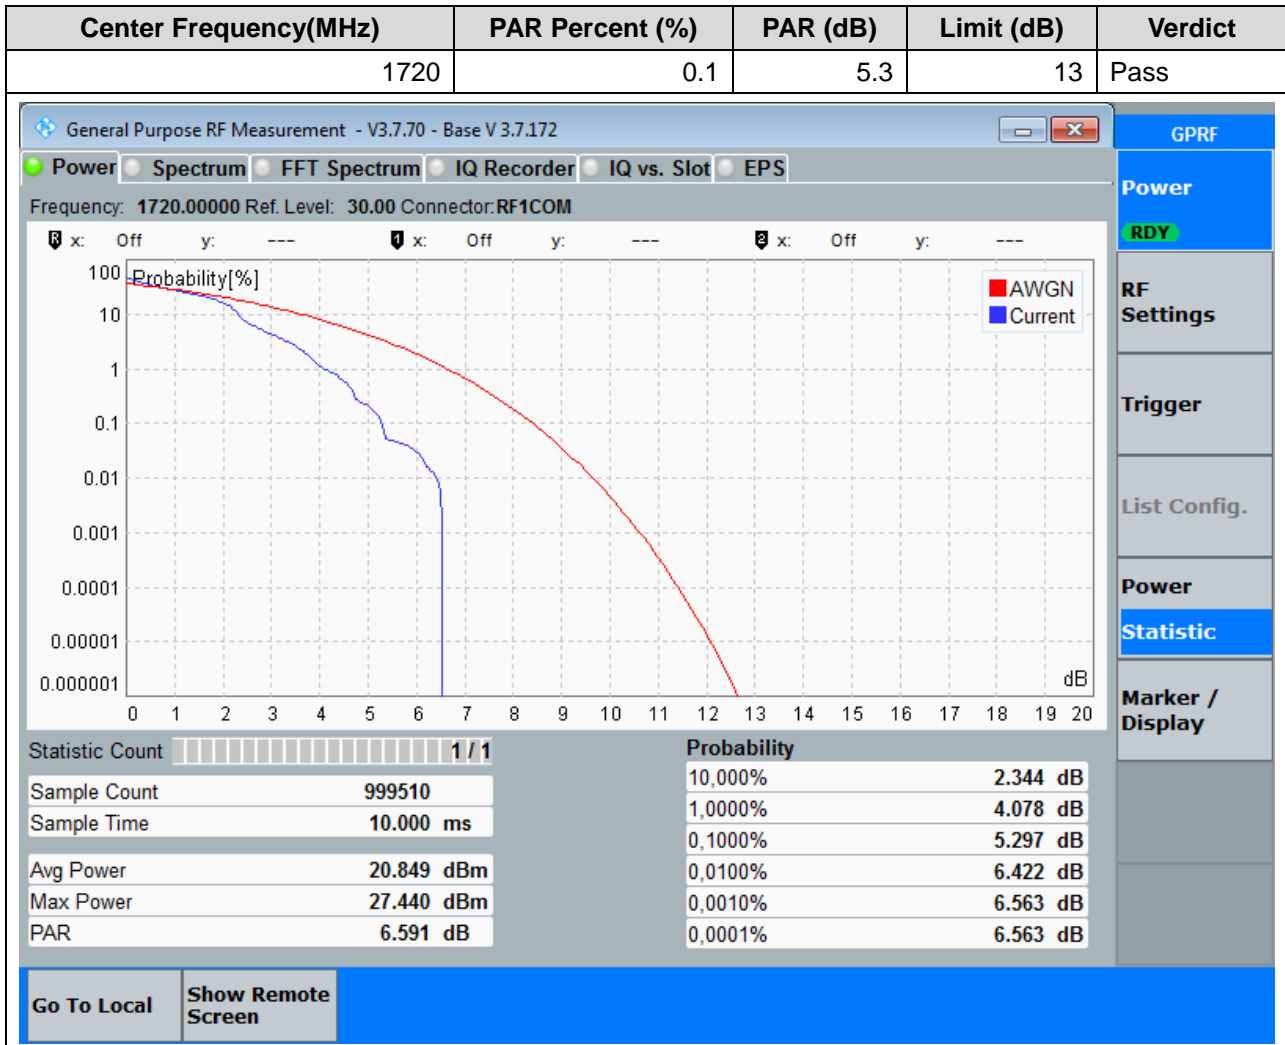 Center Frequency(MHz) PAR Percent (%) PAR (dB) Limit (dB) Verdict
1720 0.1 5.3 13 Pass
General Purpose RF Measurement - V3.7.70 - Base V 3.7.172
GPRF
Power Spectrum FFT Spectrum IQ Recorder IQ vs. Slot EPS
Power
RDY
Frequency: 1720.00000 Ref. Level: 30.00 Connector: RF1COM
R x: Off y: --- 1 x: Off y: --- 2 x: Off y: ---
Probability[%]
AWGN
Current
100
10
1
0.1
0.01
0.001
0.0001
0.00001
0.000001
dB
0 1 2 3 4 5 6 7 8 9 10 11 12 13 14 15 16 17 18 19 20
RF
Settings
Trigger
List Config.
Power
Statistic
Marker /
Display
Statistic Count 1 / 1
Sample Count 999510
Sample Time 10.000 ms
Avg Power 20.849 dBm
Max Power 27.440 dBm
PAR 6.591 dB
Probability
10,000% 2.344 dB
1,0000% 4.078 dB
0,1000% 5.297 dB
0,0100% 6.422 dB
0,0010% 6.563 dB
0,0001% 6.563 dB
Go To Local
Show Remote
Screen